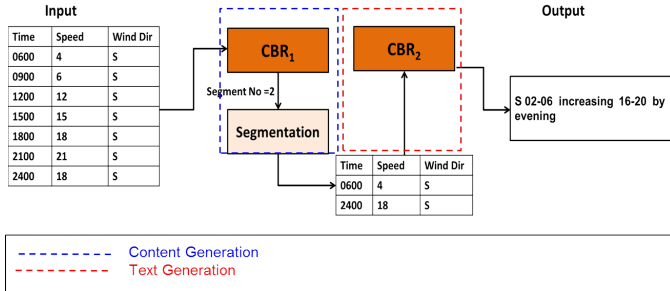 Input
Output
Time Speed Wind Dir
0600 4 S
0900 6 S
1200 12 S
1500 15 S
1800 18 S
2100 21 S
2400 18 S
CBR1
CBR2
Segment No =2
Segmentation
S 02-06 increasing 16-20 by
evening
Time Speed Wind Dir
0600 4 S
2400 18 S
Content Generation
Text Generation